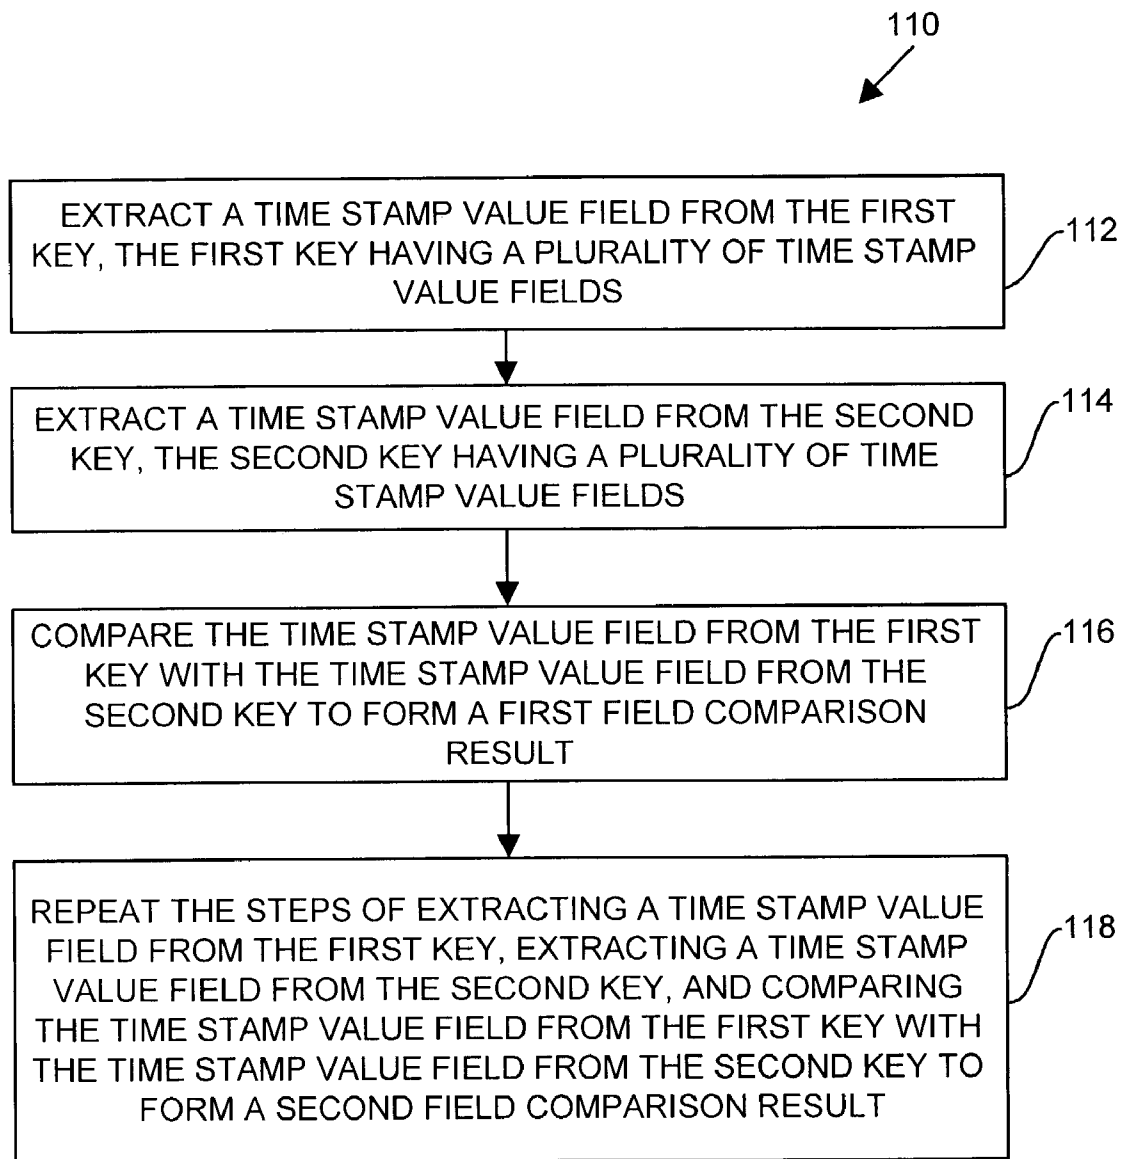 110
EXTRACT A TIME STAMP VALUE FIELD FROM THE FIRST
KEY, THE FIRST KEY HAVING A PLURALITY OF TIME STAMP
VALUE FIELDS
112
EXTRACT A TIME STAMP VALUE FIELD FROM THE SECOND
KEY, THE SECOND KEY HAVING A PLURALITY OF TIME
STAMP VALUE FIELDS
114
COMPARE THE TIME STAMP VALUE FIELD FROM THE FIRST
KEY WITH THE TIME STAMP VALUE FIELD FROM THE
SECOND KEY TO FORM A FIRST FIELD COMPARISON
RESULT
116
REPEAT THE STEPS OF EXTRACTING A TIME STAMP VALUE
FIELD FROM THE FIRST KEY, EXTRACTING A TIME STAMP
VALUE FIELD FROM THE SECOND KEY, AND COMPARING
THE TIME STAMP VALUE FIELD FROM THE FIRST KEY WITH
THE TIME STAMP VALUE FIELD FROM THE SECOND KEY TO
FORM A SECOND FIELD COMPARISON RESULT
118